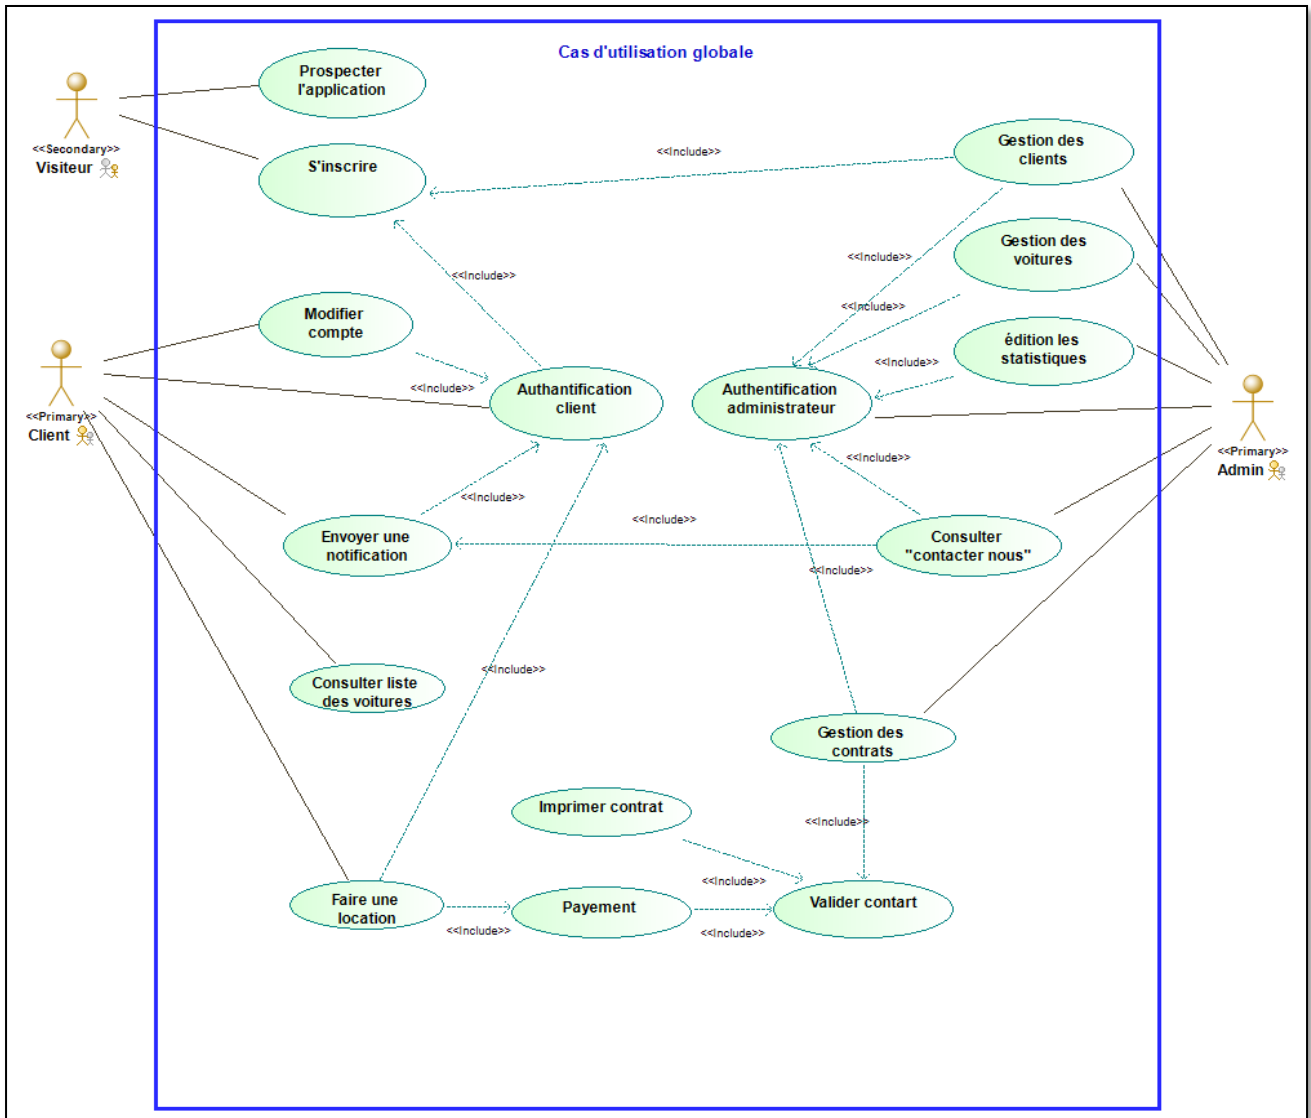 Cas d'utilisation globale
Prospecter
l'application
<<Secondary>>
Visiteur
S'inscrire
<<Include>>
Gestion des
clients
<<Include>>
<<Include>>
Gestion des
voitures
<<Include>>
Modifier
compte
édition les
statistiques
<<Include>>
<<Include>>
Authantification
client
Authentification
administrateur
<<Primary>>
Client
<<Primary>>
Admin
<<Include>>
<<Include>>
<<Include>>
Envoyer une
notification
Consulter
"contacter nous"
<<Include>>
<<Include>>
Consulter liste
des voitures
Gestion des
contrats
Imprimer contrat
<<Include>>
<<Include>>
Faire une
location
Payement
Valider contart
<<Include>>
<<Include>>